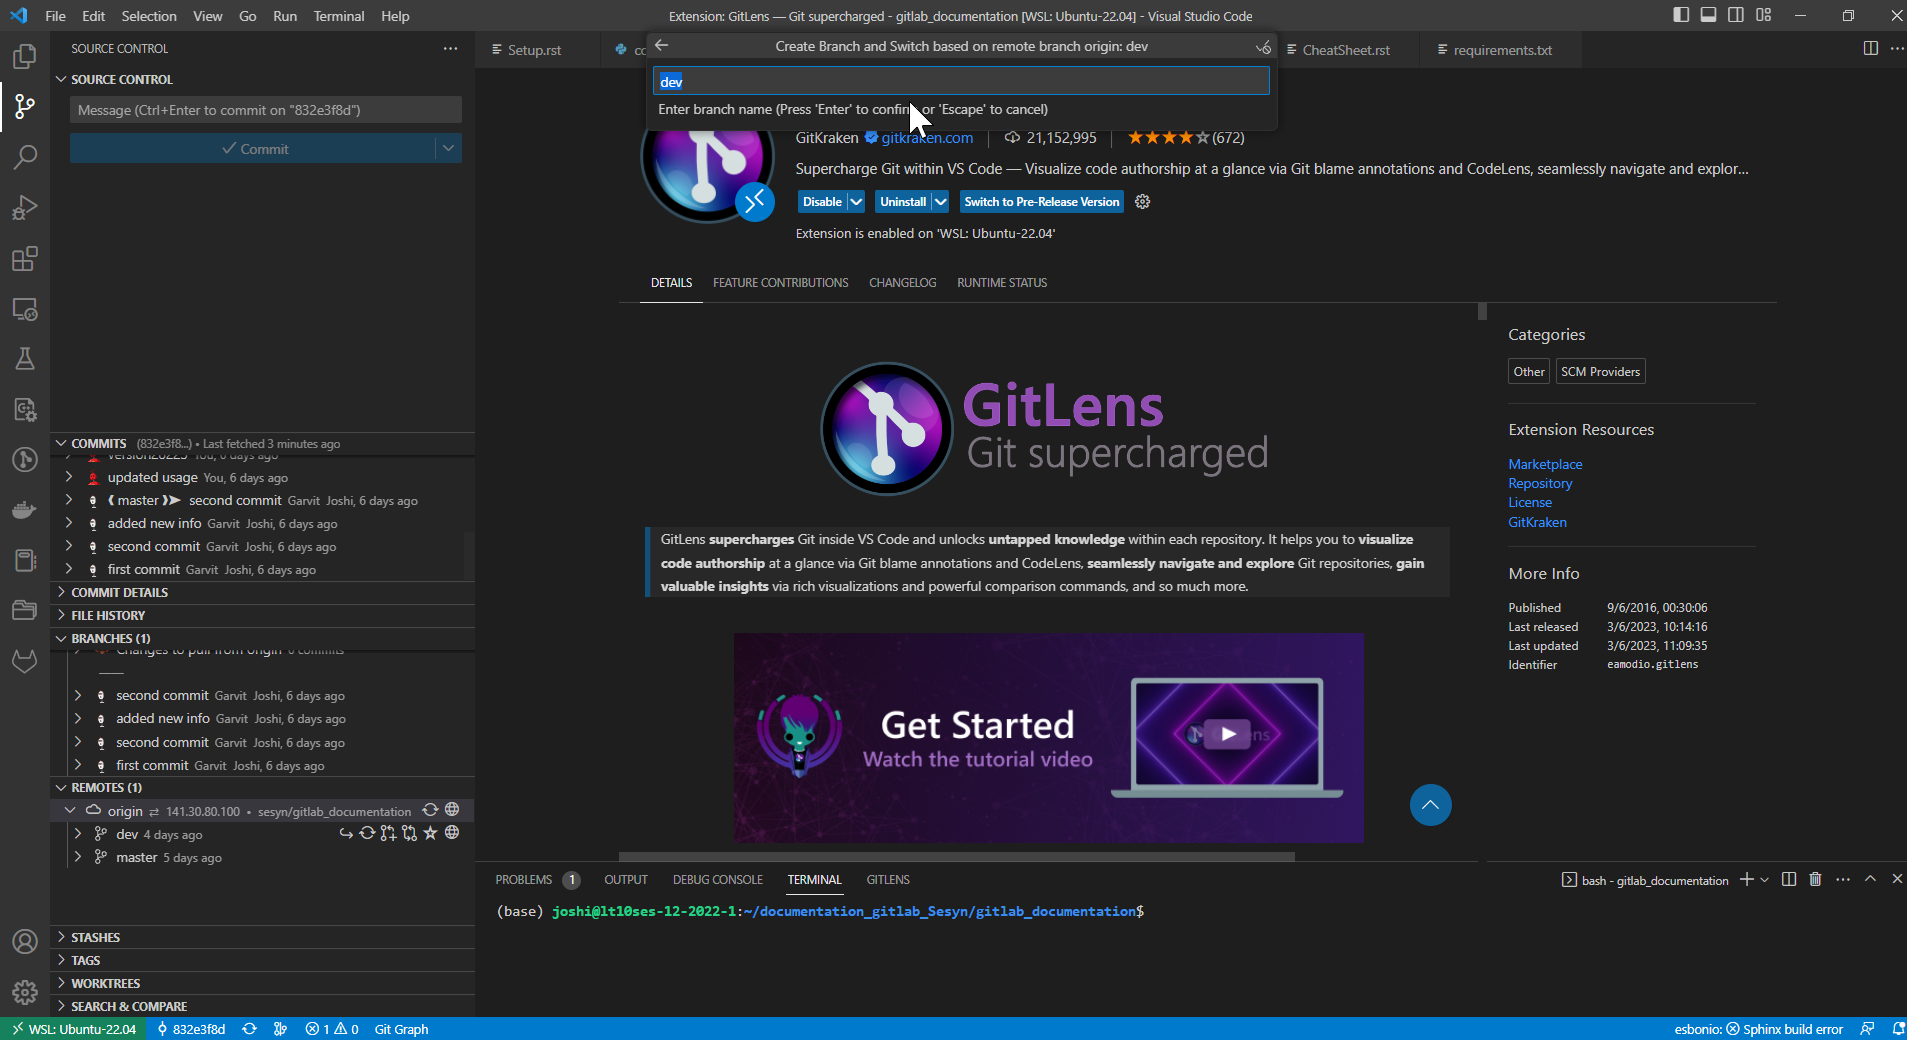 File Edit Selection View Go Run Terminal Help
Extension: GitLens — Git supercharged - gitlab_documentation [WSL: Ubuntu-22.04] - Visual Studio Code
SOURCE CONTROL
SOURCE CONTROL
Message (Ctrl+Enter to commit on "832e3f8d")
Commit
COMMITS (832e3f8...) • Last fetched 3 minutes ago
version20223 You, 6 days ago
updated usage You, 6 days ago
master second commit Garvit Joshi, 6 days ago
added new info Garvit Joshi, 6 days ago
second commit Garvit Joshi, 6 days ago
first commit Garvit Joshi, 6 days ago
COMMIT DETAILS
FILE HISTORY
BRANCHES (1)
Changes to pull from origin 6 commits
second commit Garvit Joshi, 6 days ago
added new info Garvit Joshi, 6 days ago
second commit Garvit Joshi, 6 days ago
first commit Garvit Joshi, 6 days ago
REMOTES (1)
origin ⇄ 141.30.80.100 • sesyn/gitlab_documentation
dev 4 days ago
master 5 days ago
STASHES
TAGS
WORKTREES
SEARCH & COMPARE
Setup.rst
CheatSheet.rst
requirements.txt
Create Branch and Switch based on remote branch origin: dev
dev
Enter branch name (Press 'Enter' to confirm or 'Escape' to cancel)
GitKraken gitkraken.com | 21,152,995 | ★★★★☆(672)
Supercharge Git within VS Code — Visualize code authorship at a glance via Git blame annotations and CodeLens, seamlessly navigate and explor...
Disable Uninstall Switch to Pre-Release Version
Extension is enabled on 'WSL: Ubuntu-22.04'
DETAILS FEATURE CONTRIBUTIONS CHANGELOG RUNTIME STATUS
GitLens
Git supercharged
GitLens supercharges Git inside VS Code and unlocks untapped knowledge within each repository. It helps you to visualize
code authorship at a glance via Git blame annotations and CodeLens, seamlessly navigate and explore Git repositories, gain
valuable insights via rich visualizations and powerful comparison commands, and so much more.
Get Started
Watch the tutorial video
Categories
Other SCM Providers
Extension Resources
Marketplace
Repository
License
GitKraken
More Info
Published 9/6/2016, 00:30:06
Last released 3/6/2023, 10:14:16
Last updated 3/6/2023, 11:09:35
Identifier eamodio.gitlens
PROBLEMS 1 OUTPUT DEBUG CONSOLE TERMINAL GITLENS
bash - gitlab_documentation
(base) joshi@lt10ses-12-2022-1:~/documentation_gitlab_Sesyn/gitlab_documentation$
WSL: Ubuntu-22.04 832e3f8d 1 0 Git Graph
esbonio: Sphinx build error